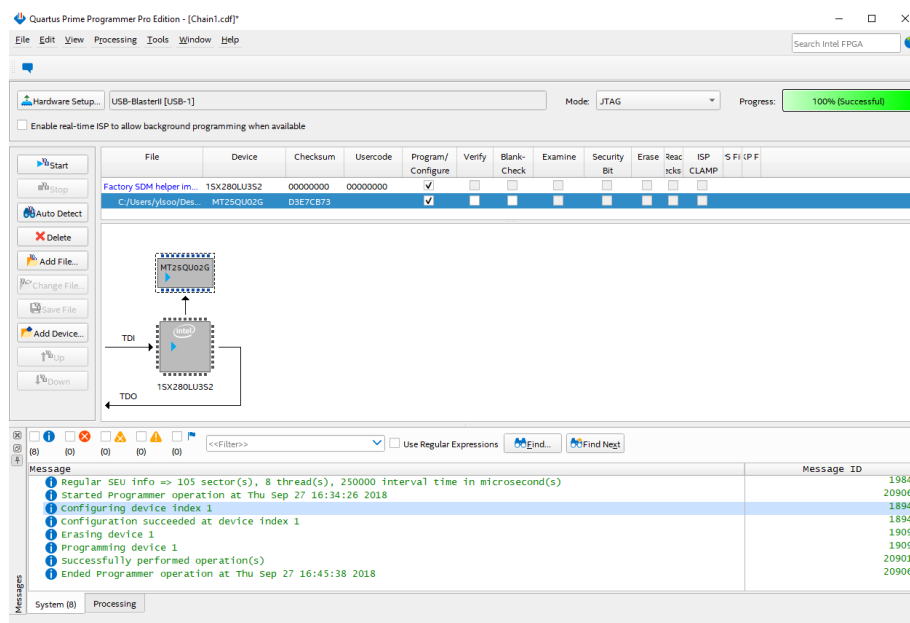 Quartus Prime Programmer Pro Edition - [Chain1.cdf]*
File Edit View Processing Tools Window Help
Search Intel FPGA
Hardware Setup... USB-BlasterII [USB-1] Mode: JTAG Progress: 100% (Successful)
Enable real-time ISP to allow background programming when available
Start
Stop
Auto Detect
Delete
Add File...
Change File...
Save File
Add Device...
Up
Down
File Device Checksum Usercode Program/ Configure Verify Blank- Check Examine Security Bit Erase ISP CLAMP
Factory SDM helper im... 1SX280LU3S2 00000000 00000000
C:/Users/ylsoo/Des... MT25QU02G D3E7CB73
MT25QU02G
intel
TDI
1SX280LU3S2
TDO
(8) (0) (0) (0) (0)
<<Filter>> Use Regular Expressions Find... Find Next
Message Message ID
Regular SEU info => 105 sector(s), 8 thread(s), 250000 interval time in microsecond(s) 1984
Started Programmer operation at Thu Sep 27 16:34:26 2018 20906
Configuring device index 1 1894
Configuration succeeded at device index 1 1894
Erasing device 1 1909
Programming device 1 1909
Successfully performed operation(s) 20901
Ended Programmer operation at Thu Sep 27 16:45:38 2018 20906
Messages
System (8) Processing